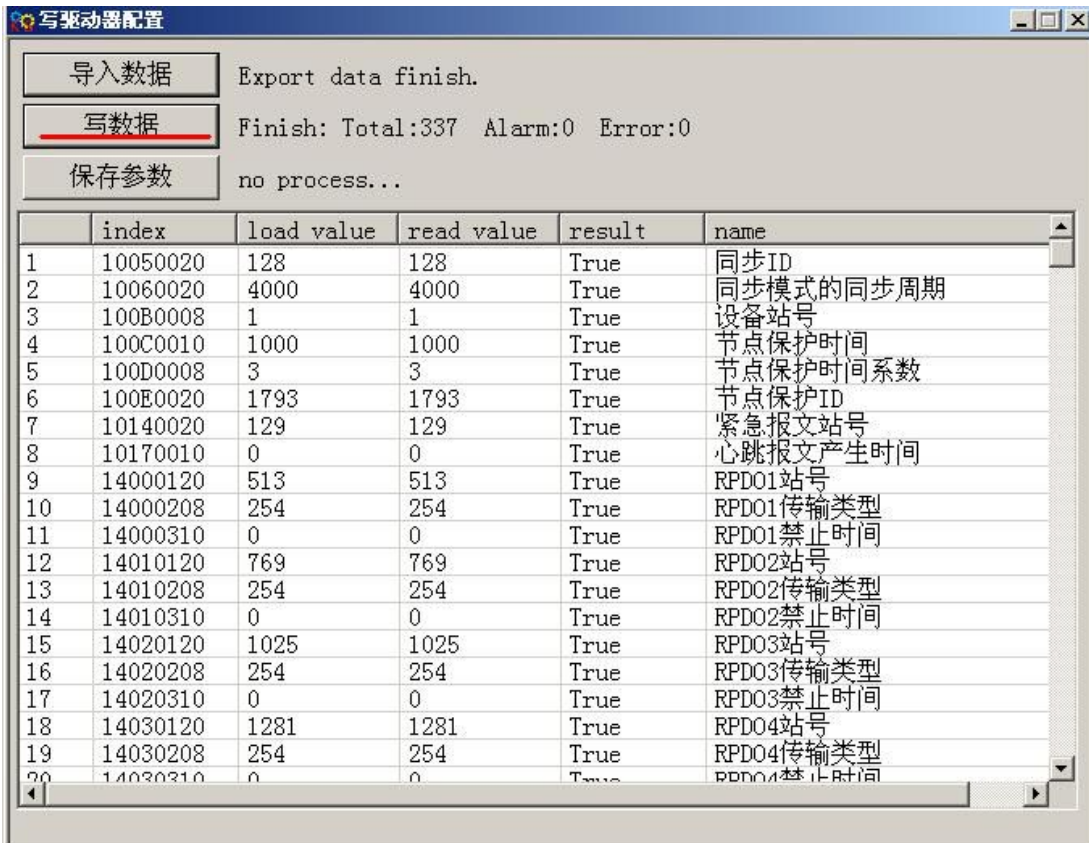 写驱动器配置
导入数据 Export data finish.
写数据 Finish: Total:337 Alarm:0 Error:0
保存参数 no process...
index load value read value result name
1 10050020 128 128 True 同步ID
2 10060020 4000 4000 True 同步模式的同步周期
3 100B0008 1 1 True 设备站号
4 100C0010 1000 1000 True 节点保护时间
5 100D0008 3 3 True 节点保护时间系数
6 100E0020 1793 1793 True 节点保护ID
7 10140020 129 129 True 紧急报文站号
8 10170010 0 0 True 心跳报文产生时间
9 14000120 513 513 True RPDO1站号
10 14000208 254 254 True RPDO1传输类型
11 14000310 0 0 True RPDO1禁止时间
12 14010120 769 769 True RPDO2站号
13 14010208 254 254 True RPDO2传输类型
14 14010310 0 0 True RPDO2禁止时间
15 14020120 1025 1025 True RPDO3站号
16 14020208 254 254 True RPDO3传输类型
17 14020310 0 0 True RPDO3禁止时间
18 14030120 1281 1281 True RPDO4站号
19 14030208 254 254 True RPDO4传输类型
20 14030310 0 0 True RPDO4禁止时间